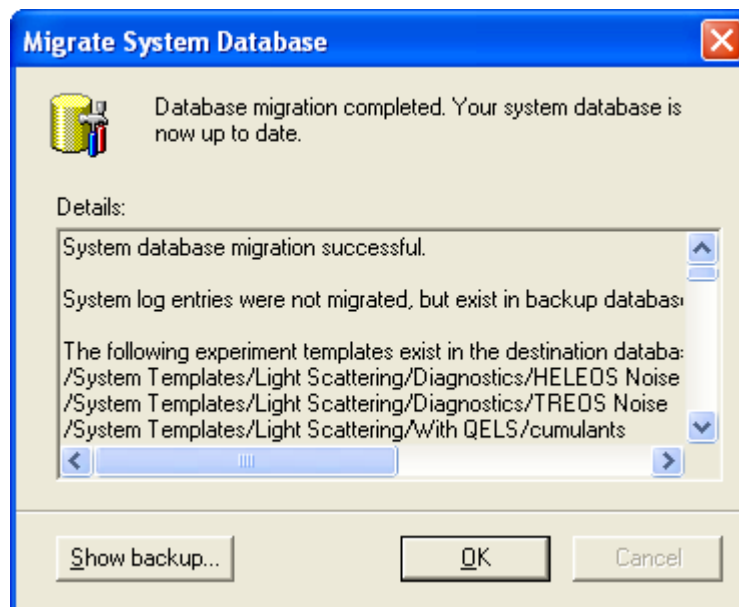 Migrate System Database
Database migration completed. Your system database is
now up to date.
Details:
System database migration successful.
System log entries were not migrated, but exist in backup databas
The following experiment templates exist in the destination databa
/System Templates/Light Scattering/Diagnostics/HELEOS Noise
/System Templates/Light Scattering/Diagnostics/TREOS Noise
/System Templates/Light Scattering/With QELS/cumulants
Show backup...
OK
Cancel